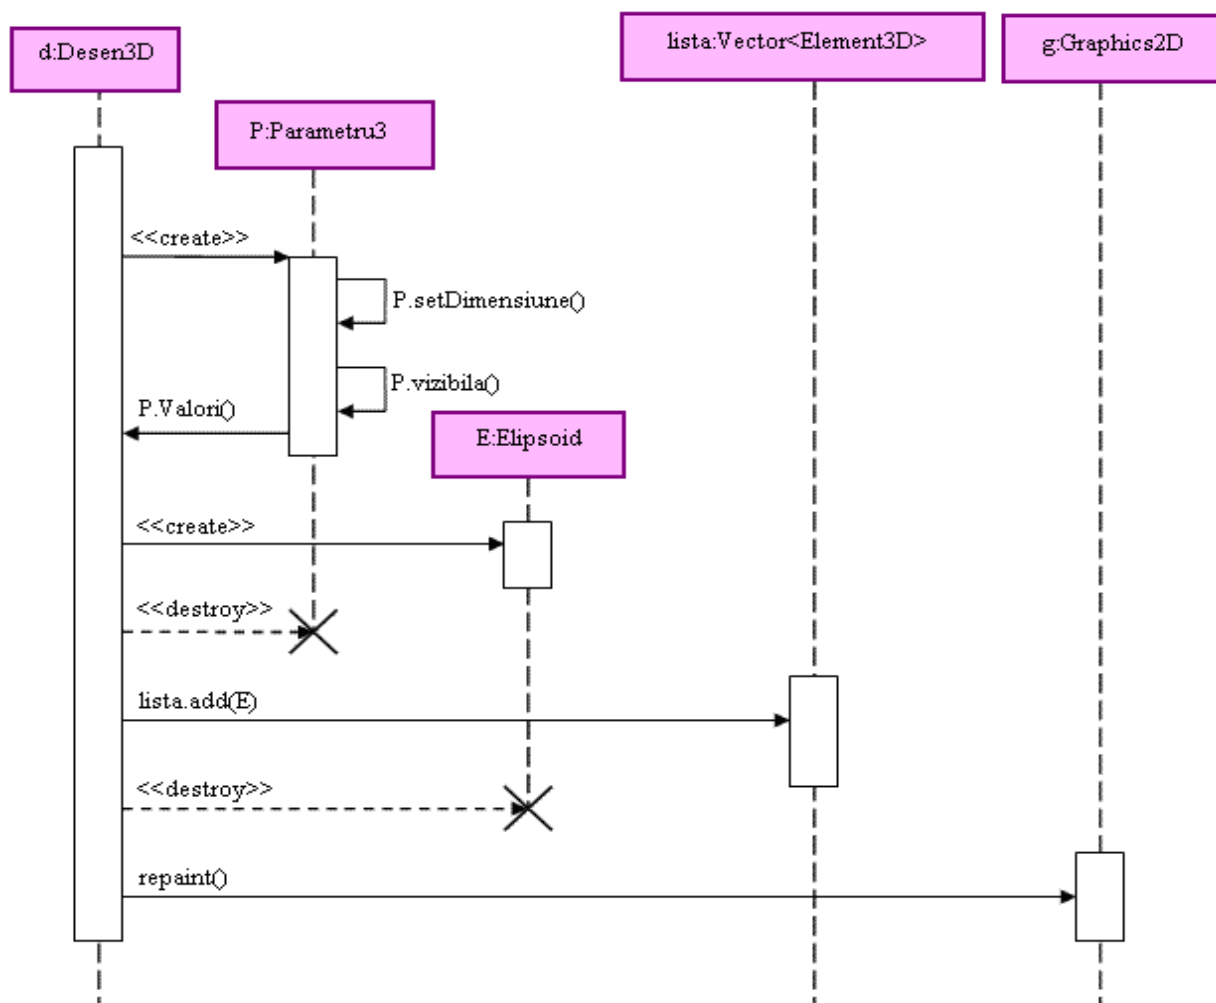 d:Desen3D
lista:Vector<Element3D>
g:Graphics2D
P:Parametru3
<<create>>
P.setDimensiune()
P.vizibila()
P.Valori()
E:Elipsoid
<<create>>
<<destroy>>
lista.add(E)
<<destroy>>
repaint()